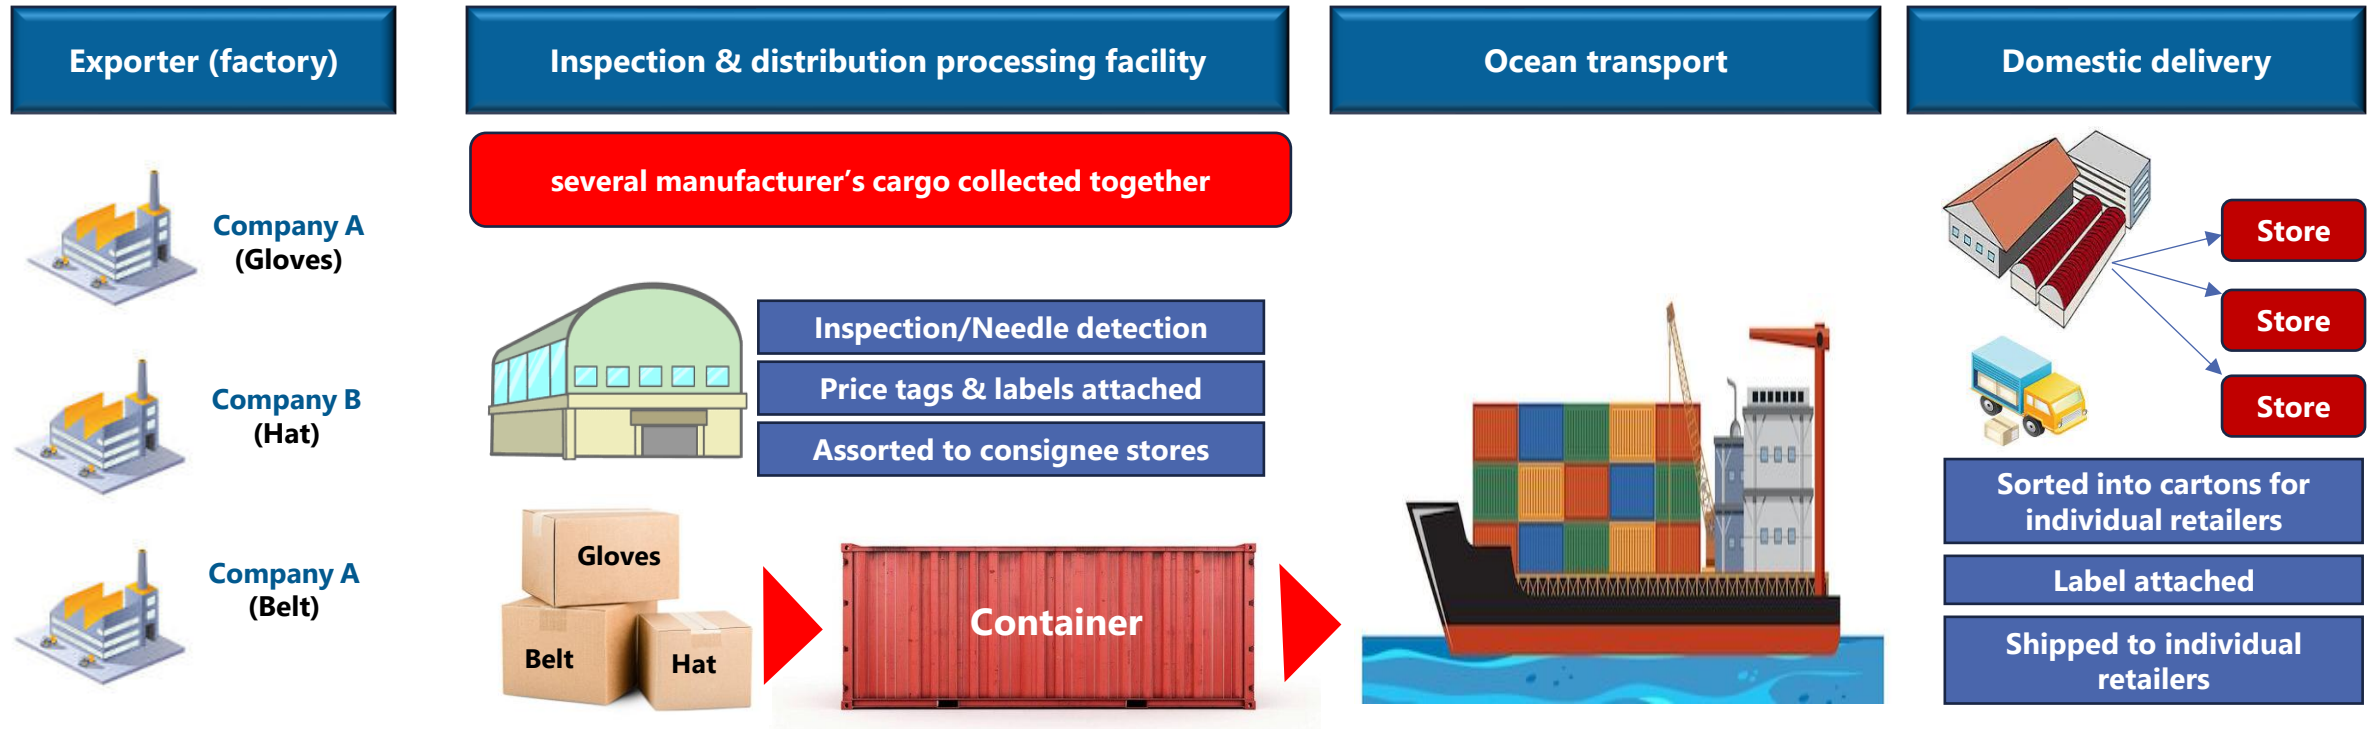 Exporter (factory)
Inspection & distribution processing facility
Ocean transport
Domestic delivery
Company A
(Gloves)
Company B
(Hat)
Company A
(Belt)
several manufacturer’s cargo collected together
Inspection/Needle detection
Price tags & labels attached
Assorted to consignee stores
Gloves
Belt
Hat
Container
Store
Store
Store
Sorted into cartons for
individual retailers
Label attached
Shipped to individual
retailers